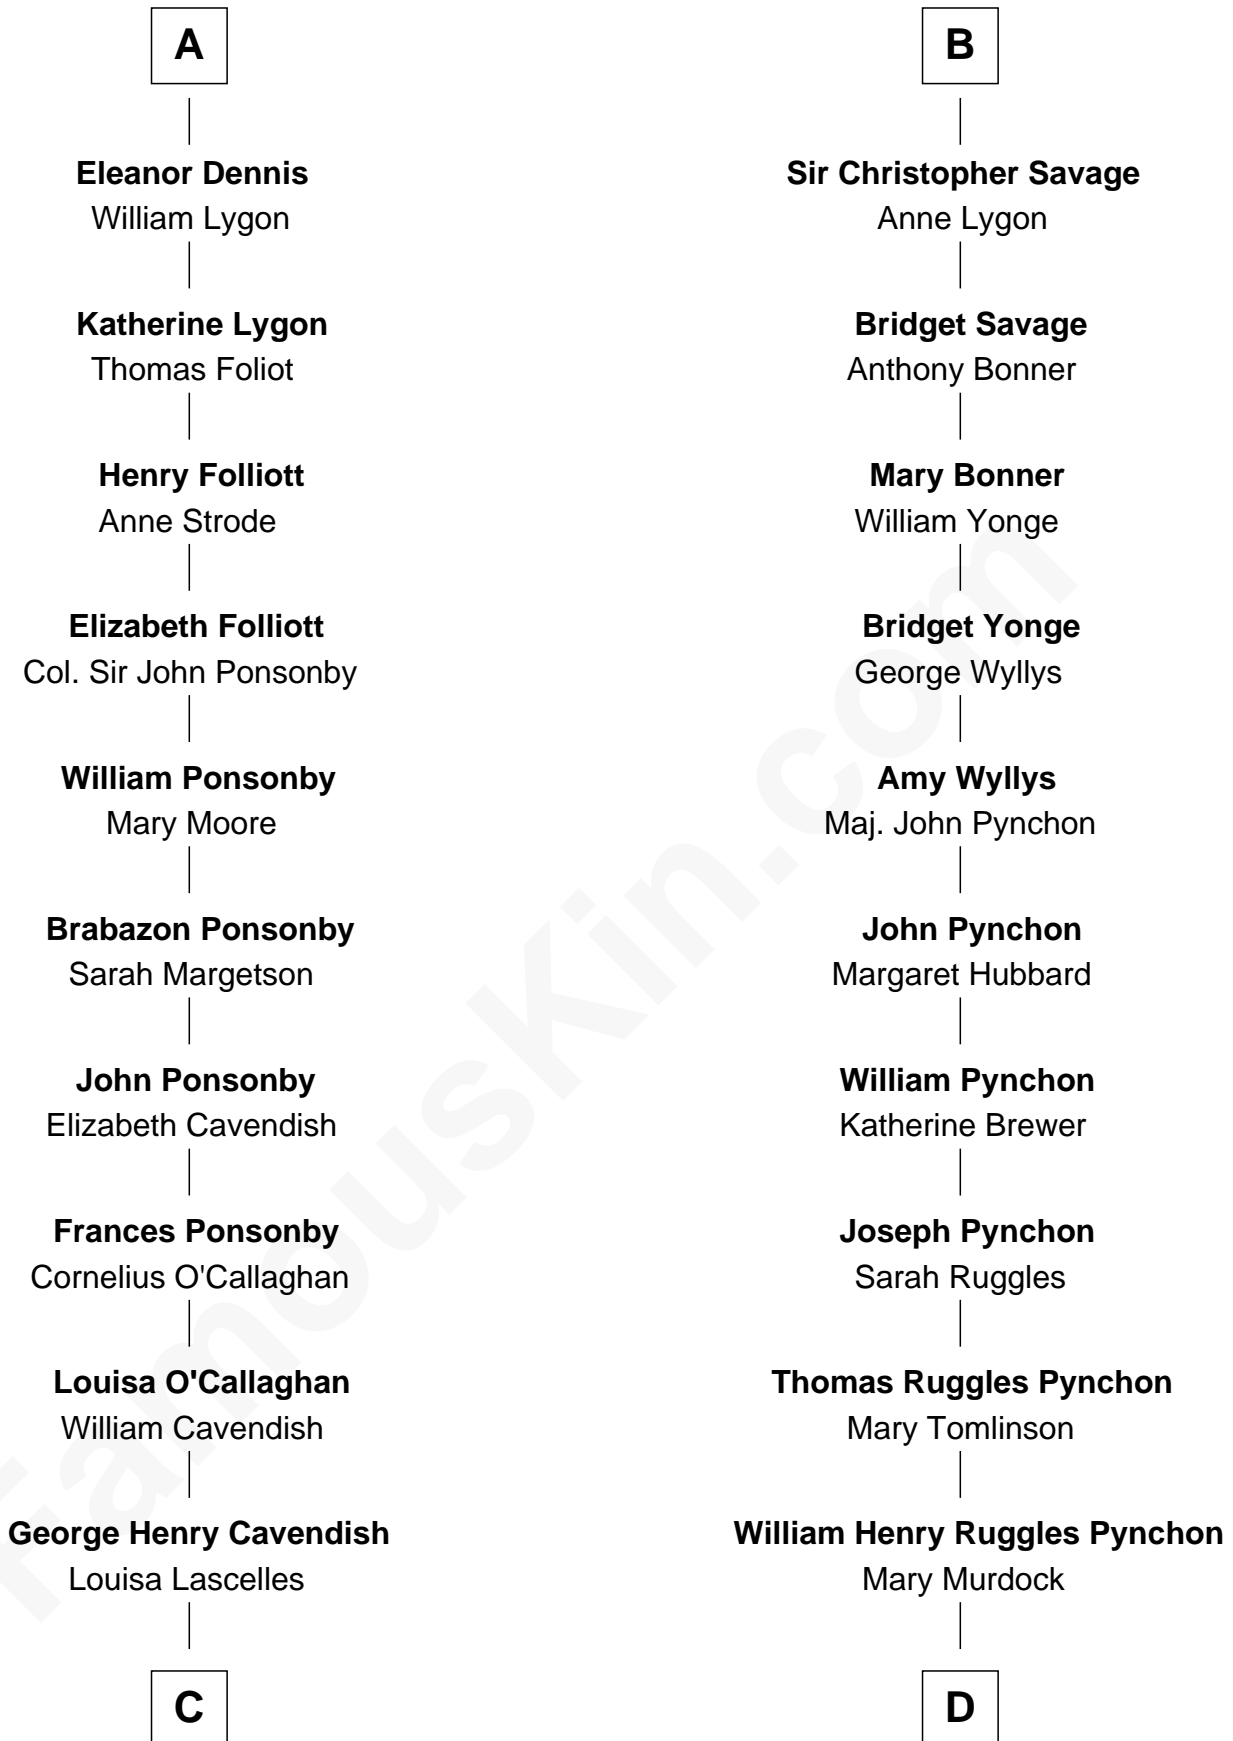 A
Eleanor Dennis
William Lygon
Katherine Lygon
Thomas Foliot
Henry Folliott
Anne Strode
Elizabeth Folliott
Col. Sir John Ponsonby
William Ponsonby
Mary Moore
Brabazon Ponsonby
Sarah Margetson
John Ponsonby
Elizabeth Cavendish
Frances Ponsonby
Cornelius O'Callaghan
Louisa O'Callaghan
William Cavendish
George Henry Cavendish
Louisa Lascelles
C
B
Sir Christopher Savage
Anne Lygon
Bridget Savage
Anthony Bonner
Mary Bonner
William Yonge
Bridget Yonge
George Wyllys
Amy Wyllys
Maj. John Pynchon
John Pynchon
Margaret Hubbard
William Pynchon
Katherine Brewer
Joseph Pynchon
Sarah Ruggles
Thomas Ruggles Pynchon
Mary Tomlinson
William Henry Ruggles Pynchon
Mary Murdock
D
FamousKin.com